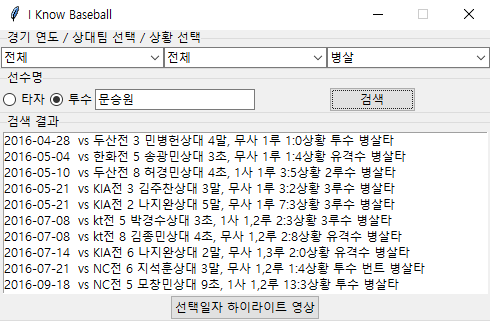 I Know Baseball
경기 연도 / 상대팀 선택 / 상황 선택
전체 전체 병살
선수명
타자 투수 문승원 검색
검색 결과
2016-04-28 vs 두산전 3 민병헌상대 4말, 무사 1루 1:0상황 투수 병살타
2016-05-04 vs 한화전 5 송광민상대 3초, 무사 1루 1:4상황 유격수 병살타
2016-05-10 vs 두산전 8 허경민상대 4초, 1사 1루 3:5상황 2루수 병살타
2016-05-21 vs KIA전 3 김주찬상대 3말, 무사 1루 3:2상황 3루수 병살타
2016-05-21 vs KIA전 2 나지완상대 5말, 무사 1루 7:3상황 3루수 병살타
2016-07-08 vs kt전 5 박경수상대 3초, 1사 1,2루 2:3상황 3루수 병살타
2016-07-08 vs kt전 8 김종민상대 4초, 무사 1,2루 2:8상황 유격수 병살타
2016-07-14 vs KIA전 6 나지완상대 2말, 무사 1,3루 2:0상황 유격수 병살타
2016-07-21 vs NC전 6 지석훈상대 3말, 무사 1,2루 1:4상황 투수 번트 병살타
2016-09-18 vs NC전 5 모창민상대 9초, 1사 1,2루 13:3상황 투수 병살타
선택일자 하이라이트 영상